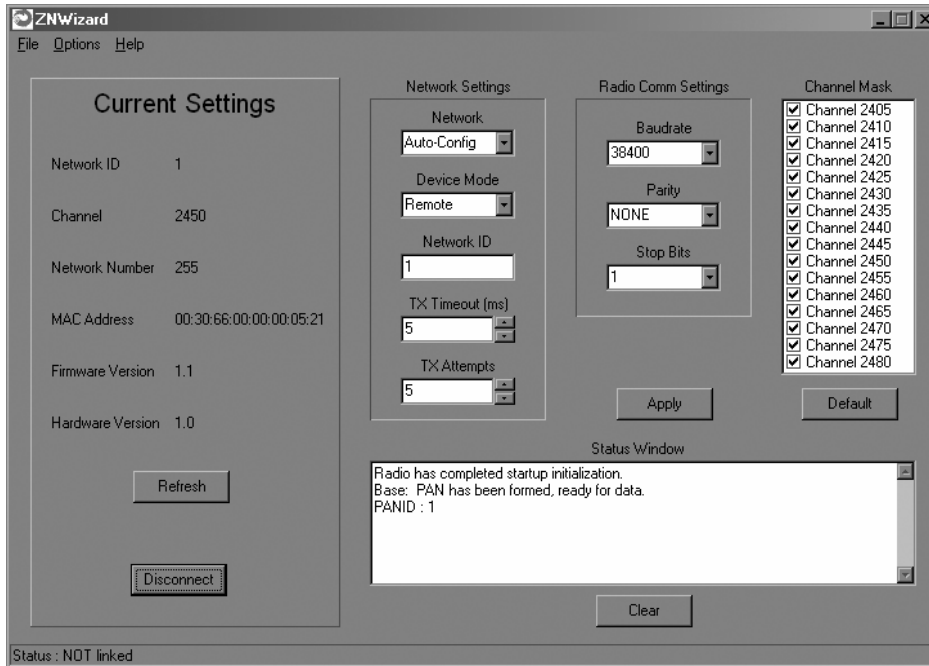 ZNWizard
File Options Help
Current Settings
Network ID 1
Channel 2450
Network Number 255
MAC Address 00:30:66:00:00:00:05:21
Firmware Version 1.1
Hardware Version 1.0
Refresh
Disconnect
Network Settings
Network
Auto-Config
Device Mode
Remote
Network ID
1
TX Timeout (ms)
5
TX Attempts
5
Radio Comm Settings
Baudrate
38400
Parity
NONE
Stop Bits
1
Apply
Channel Mask
Channel 2405
Channel 2410
Channel 2415
Channel 2420
Channel 2425
Channel 2430
Channel 2435
Channel 2440
Channel 2445
Channel 2450
Channel 2455
Channel 2460
Channel 2465
Channel 2470
Channel 2475
Channel 2480
Default
Status Window
Radio has completed startup initialization.
Base: PAN has been formed, ready for data.
PANID : 1
Clear
Status : NOT linked